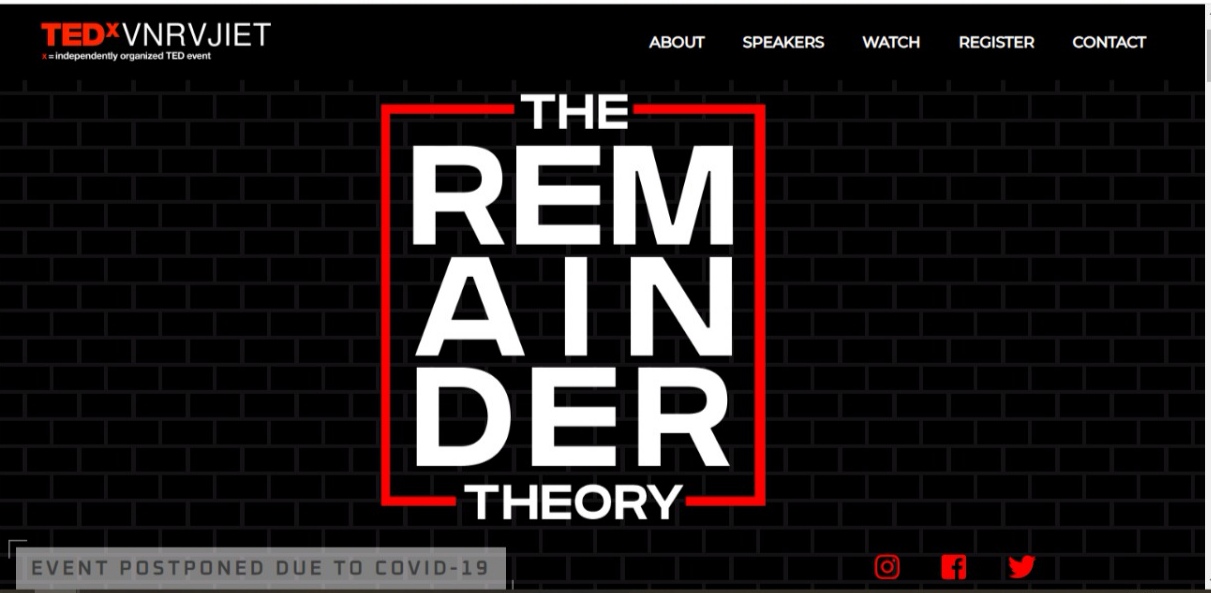 TEDxVNRVJIET
x = independently organized TED event
ABOUT SPEAKERS WATCH REGISTER CONTACT
THE
REM
AIN
DER
THEORY
EVENT POSTPONED DUE TO COVID-19